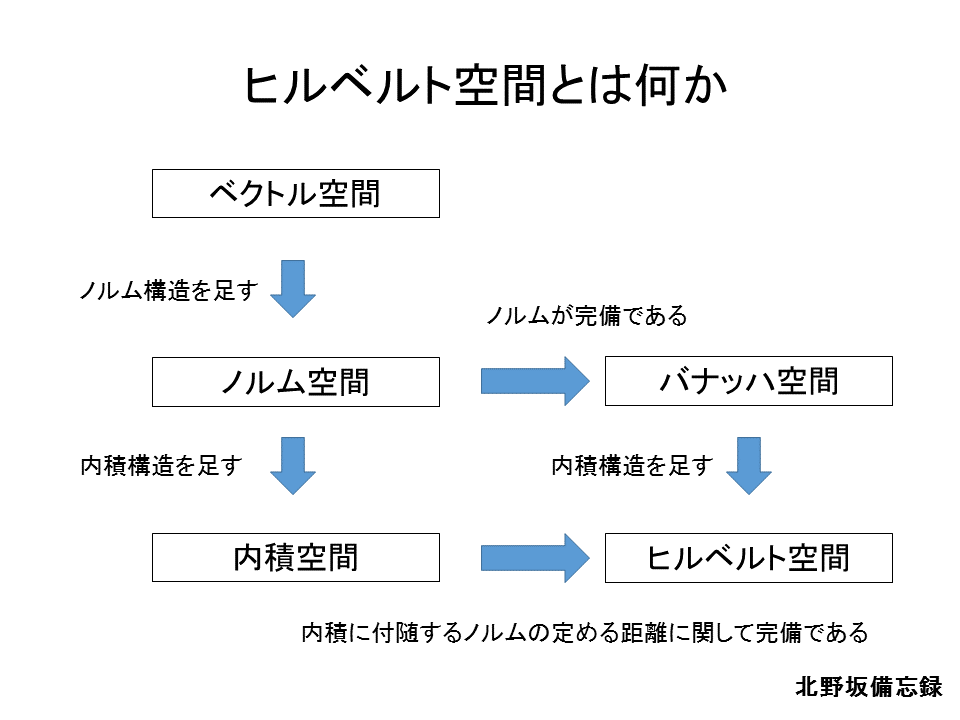 ヒルベルト空間とは何か
ベクトル空間
ノルム構造を足す
ノルムが完備である
ノルム空間
バナッハ空間
内積構造を足す
内積構造を足す
内積空間
ヒルベルト空間
内積に付随するノルムの定める距離に関して完備である
北野坂備忘録